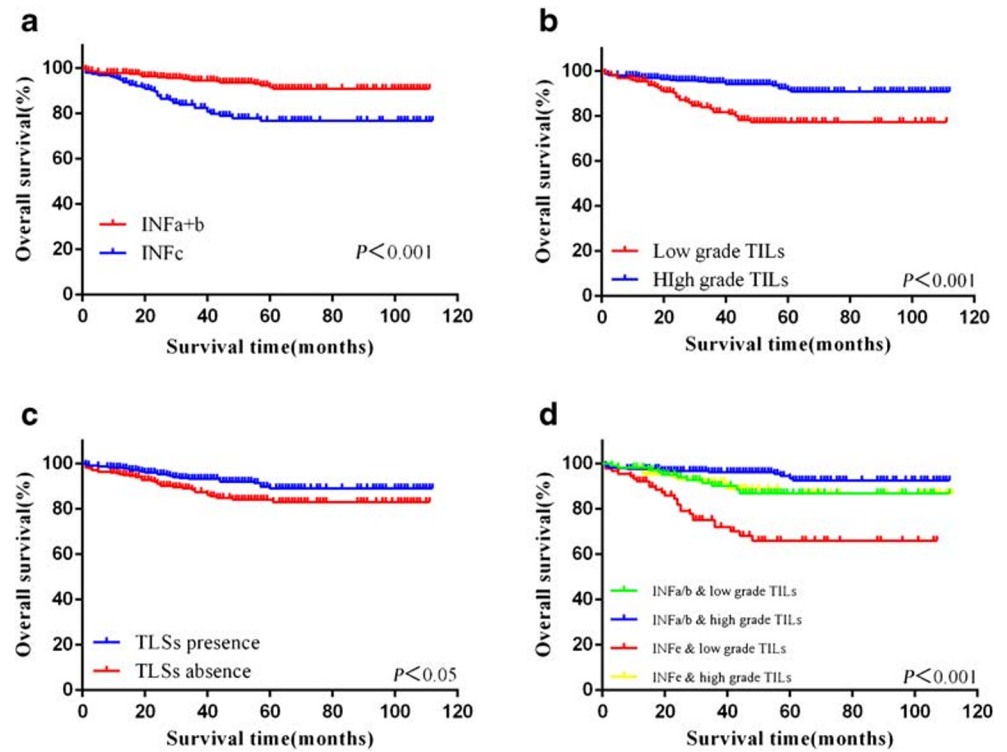 a
Overall survival(%)
100
80
60
40
20
0
INFa+b
INFc
P<0.001
0 20 40 60 80 100 120
Survival time(months)
b
Overall survival(%)
100
80
60
40
20
0
Low grade TILs
HIgh grade TILs
P<0.001
0 20 40 60 80 100 120
Survival time(months)
c
Overall survival(%)
100
80
60
40
20
0
TLSs presence
TLSs absence
P<0.05
0 20 40 60 80 100 120
Survival time(months)
d
Overall survival(%)
100
80
60
40
20
0
INFa/b & low grade TILs
INFa/b & high grade TILs
INFe & low grade TILs
INFe & high grade TILs
P<0.001
0 20 40 60 80 100 120
Survival time(months)